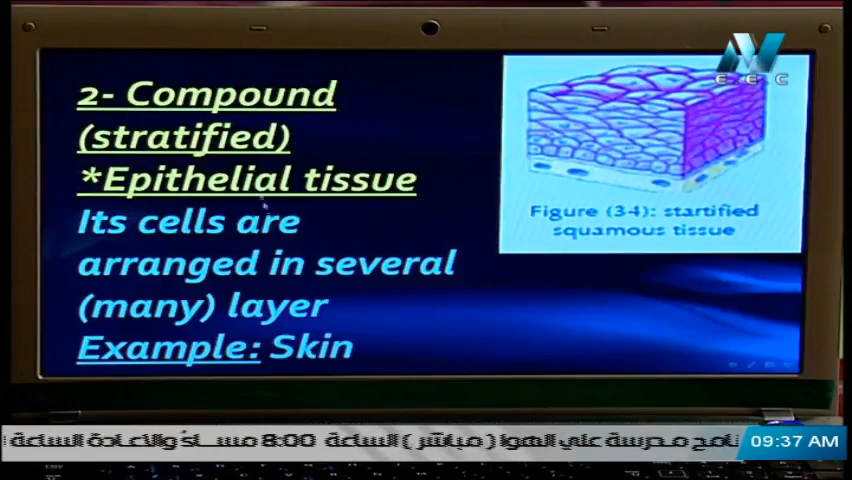 2- Compound
(stratified)
*Epithelial tissue
Its cells are
arranged in several
(many) layer
Example: Skin
Figure (34): startified
squamous tissue
EEC
نامج مدرسة علي الهوا ( مباشر ) الساعة 8:00 مساءً والاعادة الساعة
09:37 AM